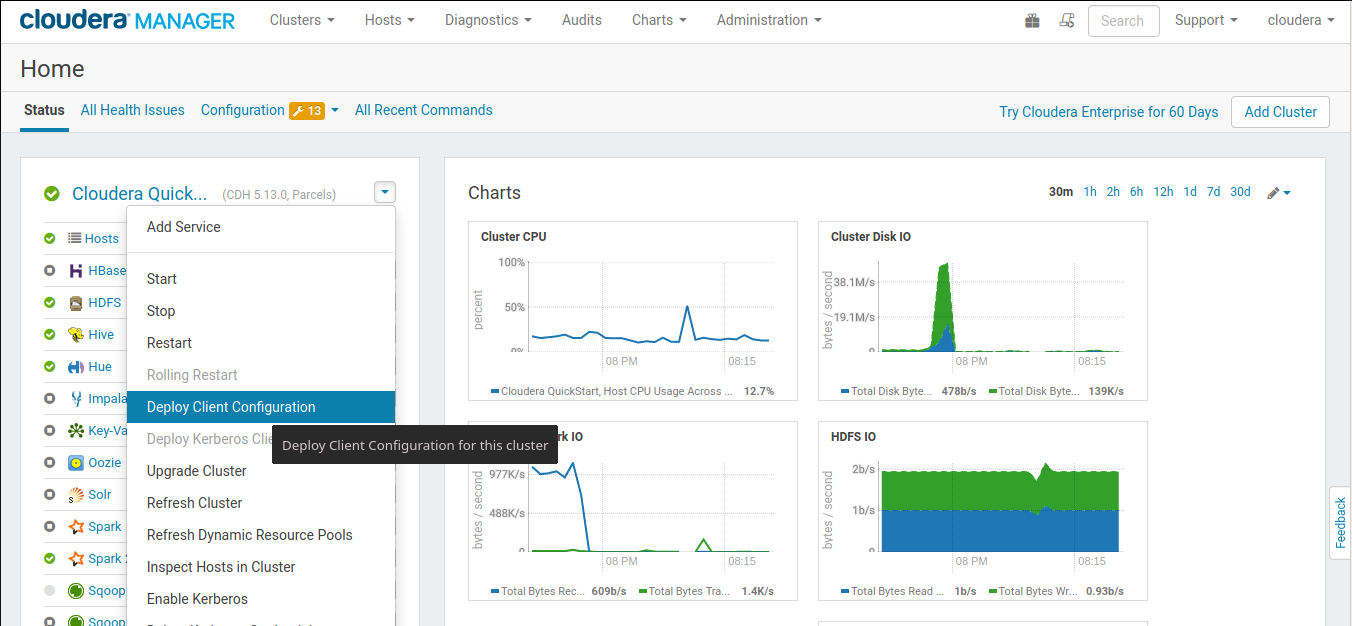 cloudera MANAGER Clusters Hosts Diagnostics Audits Charts Administration Search Support cloudera
Home
Status All Health Issues Configuration 13 All Recent Commands Try Cloudera Enterprise for 60 Days Add Cluster
Cloudera Quick... (CDH 5.13.0, Parcels)
Hosts
HBase
HDFS
Hive
Hue
Impala
Key-Va
Oozie
Solr
Spark
Spark 2
Sqoop
Sqoop
Add Service
Start
Stop
Restart
Rolling Restart
Deploy Client Configuration
Deploy Kerberos Clie
Upgrade Cluster
Refresh Cluster
Refresh Dynamic Resource Pools
Inspect Hosts in Cluster
Enable Kerberos
Deploy Client Configuration for this cluster
Charts 30m 1h 2h 6h 12h 1d 7d 30d
Cluster CPU
percent
100%
50%
0%
08 PM 08:15
Cloudera QuickStart, Host CPU Usage Across ... 12.7%
Cluster Disk IO
bytes / second
38.1M/s
19.1M/s
0
08 PM 08:15
Total Disk Byte... 478b/s Total Disk Byte... 139K/s
rk IO
bytes / second
977K/s
488K/s
0
08 PM 08:15
Total Bytes Rec... 609b/s Total Bytes Tra... 1.4K/s
HDFS IO
bytes / second
2b/s
1b/s
0
08 PM 08:15
Total Bytes Read ... 1b/s Total Bytes Wr... 0.93b/s
Feedback